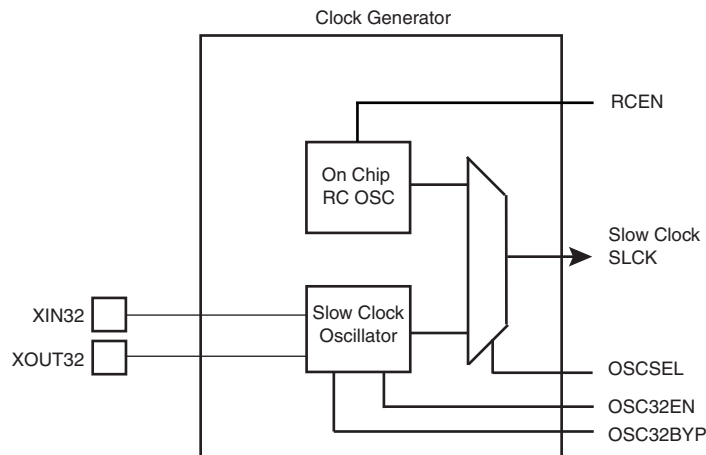 Clock Generator
RCEN
On Chip
RC OSC
Slow Clock
SLCK
XIN32
Slow Clock
Oscillator
XOUT32
OSCSEL
OSC32EN
OSC32BYP